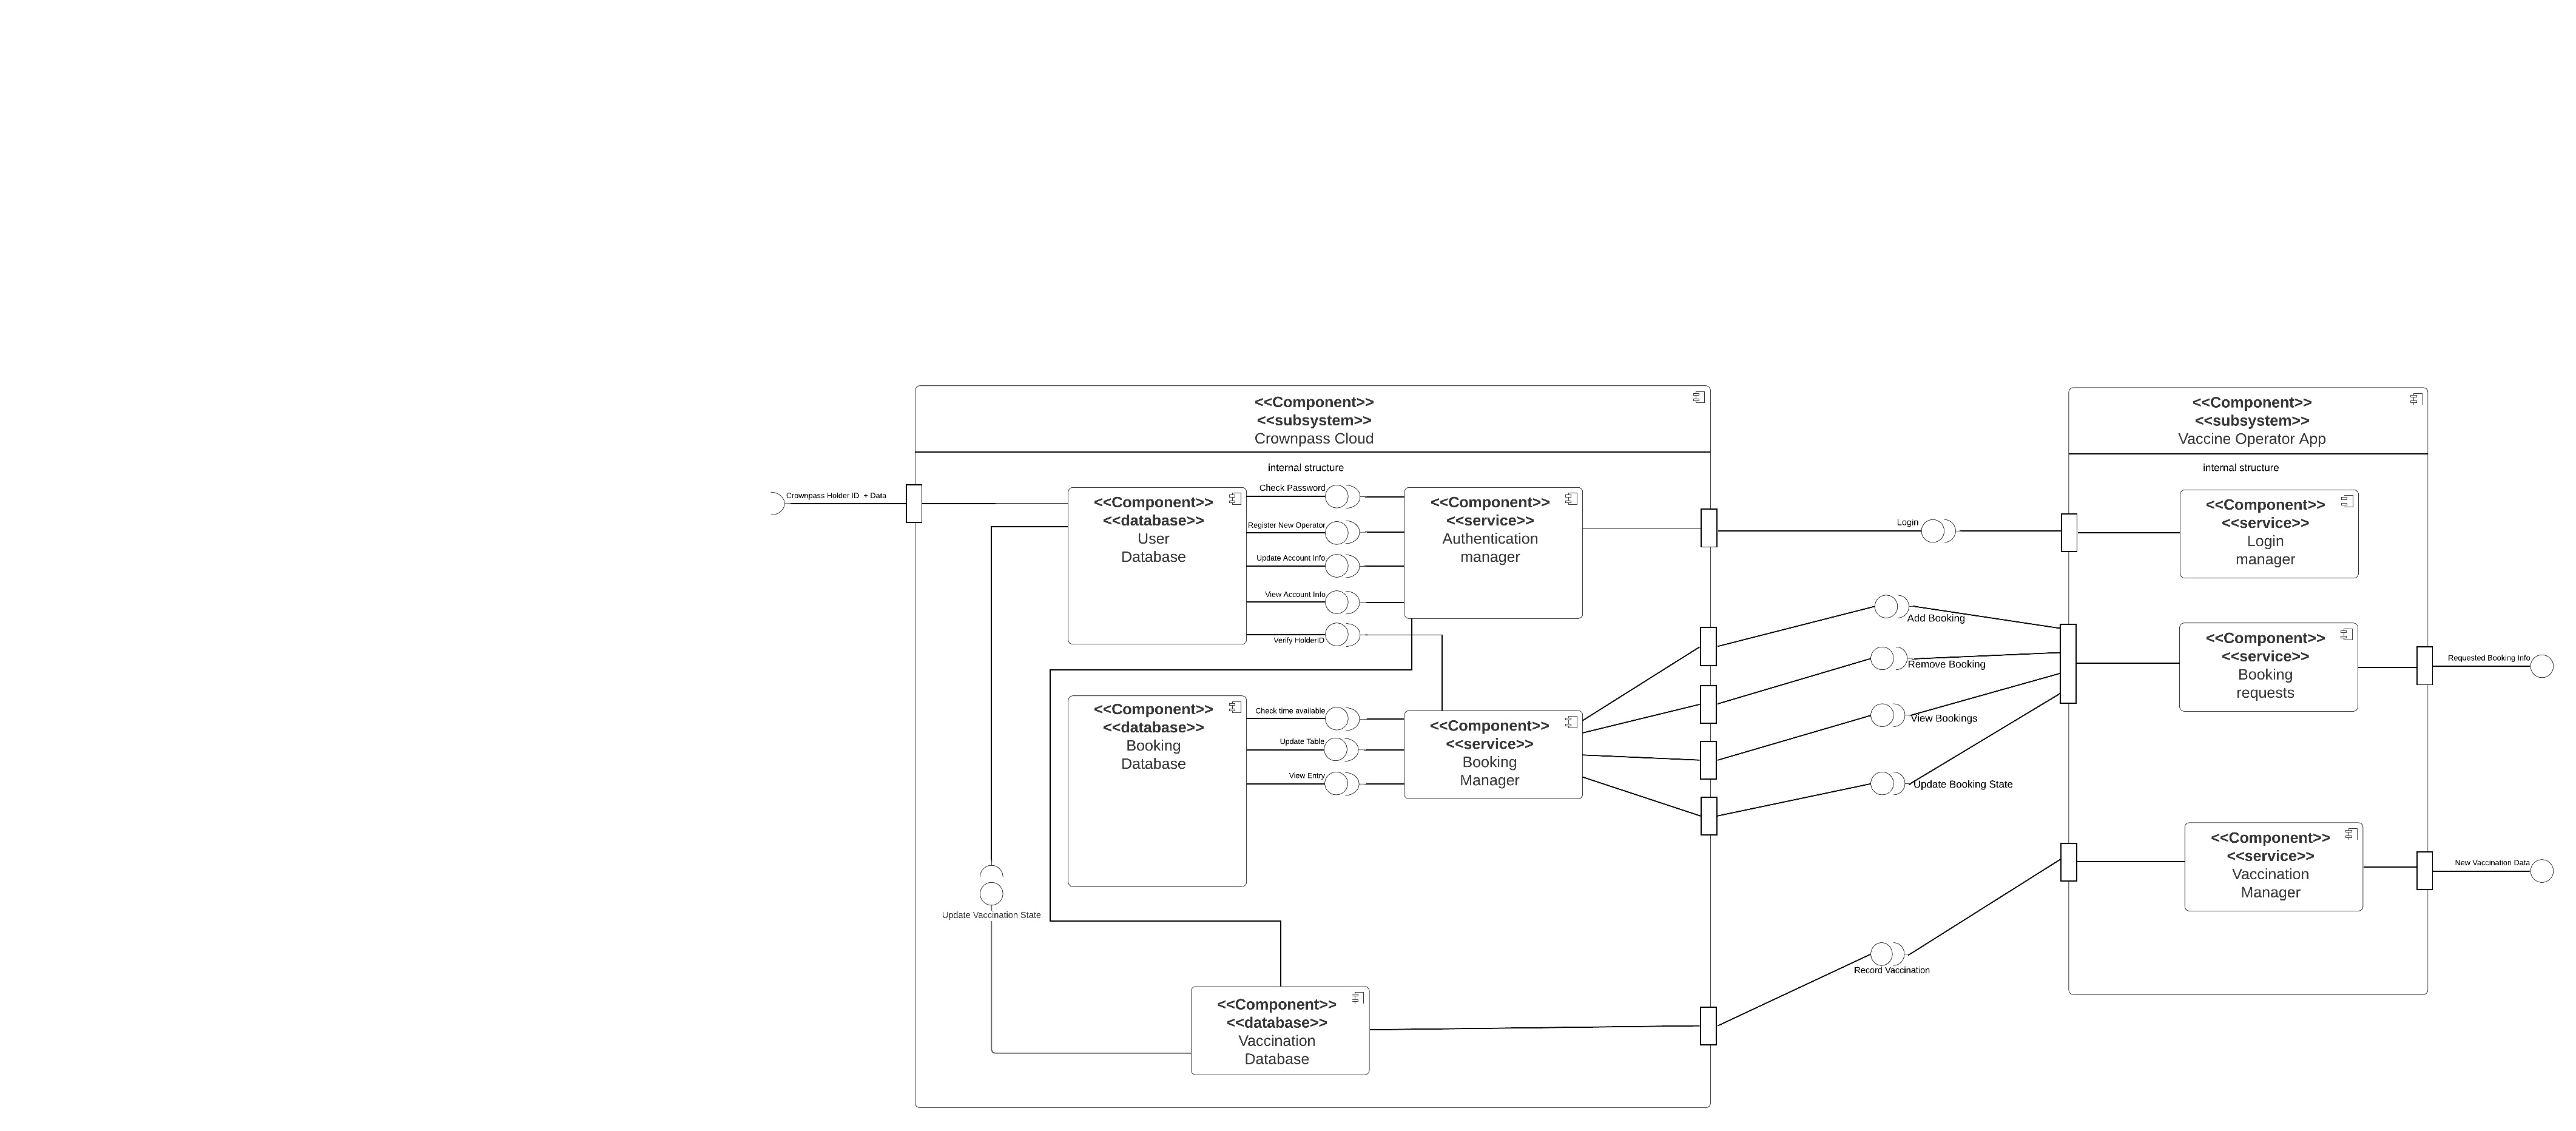 <<Component>>
<<subsystem>>
Crownpass Cloud
internal structure
Crownpass Holder ID  + Data
<<Component>>
<<database>>
User
Database
Check Password
Register New Operator
Update Account Info
View Account Info
Verify HolderID
<<Component>>
<<service>>
Authentication
manager
<<Component>>
<<database>>
Booking
Database
Check time available
Update Table
View Entry
<<Component>>
<<service>>
Booking
Manager
Update Vaccination State
<<Component>>
<<database>>
Vaccination
Database
Login
Add Booking
Remove Booking
View Bookings
Update Booking State
Record Vaccination
<<Component>>
<<subsystem>>
Vaccine Operator App
internal structure
<<Component>>
<<service>>
Login
manager
<<Component>>
<<service>>
Booking
requests
Requested Booking Info
<<Component>>
<<service>>
Vaccination
Manager
New Vaccination Data